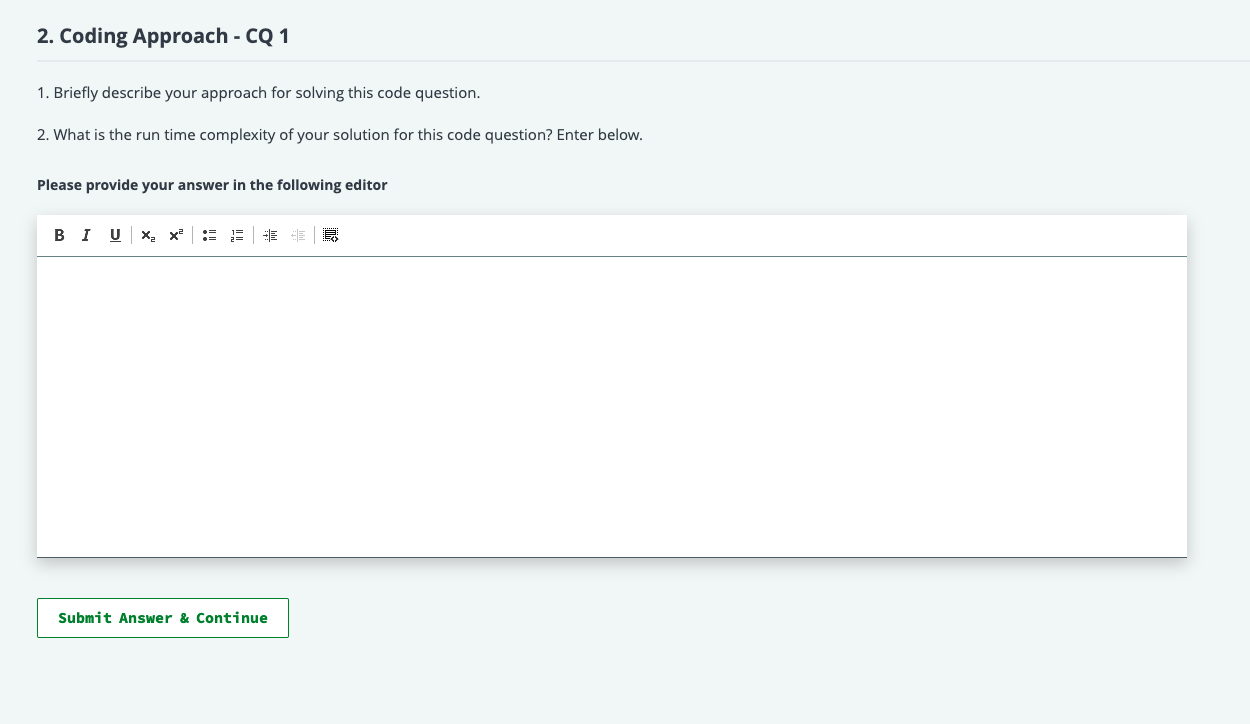 2. Coding Approach - CQ 1
1. Briefly describe your approach for solving this code question.
2. What is the run time complexity of your solution for this code question? Enter below.
Please provide your answer in the following editor
B I U x₂ x²
Submit Answer & Continue